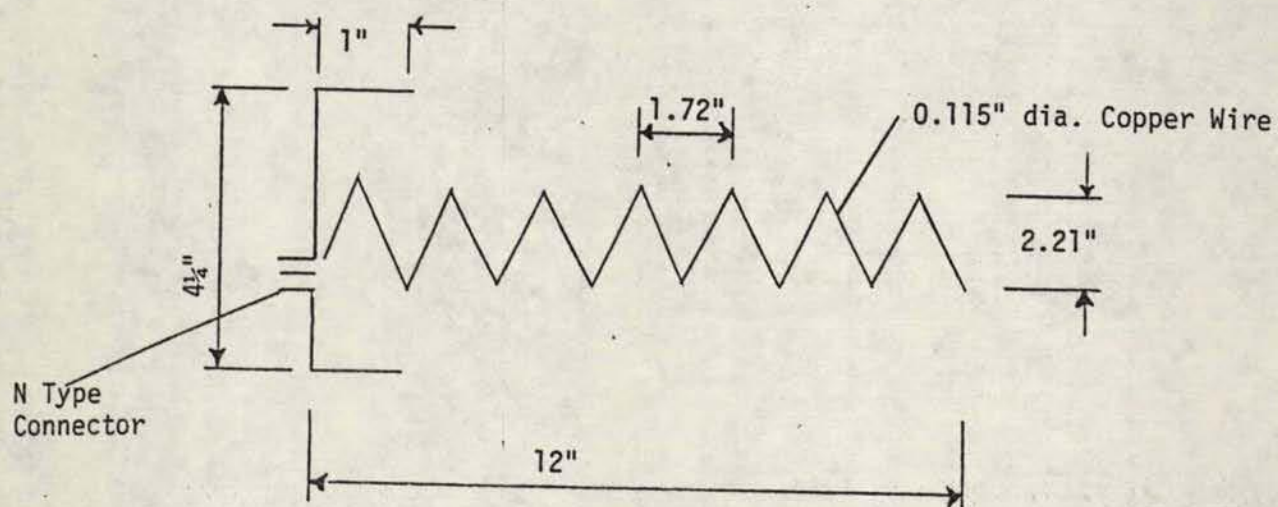 1"
1.72"
0.115" dia. Copper Wire
2.21"
4¼"
N Type
Connector
12"